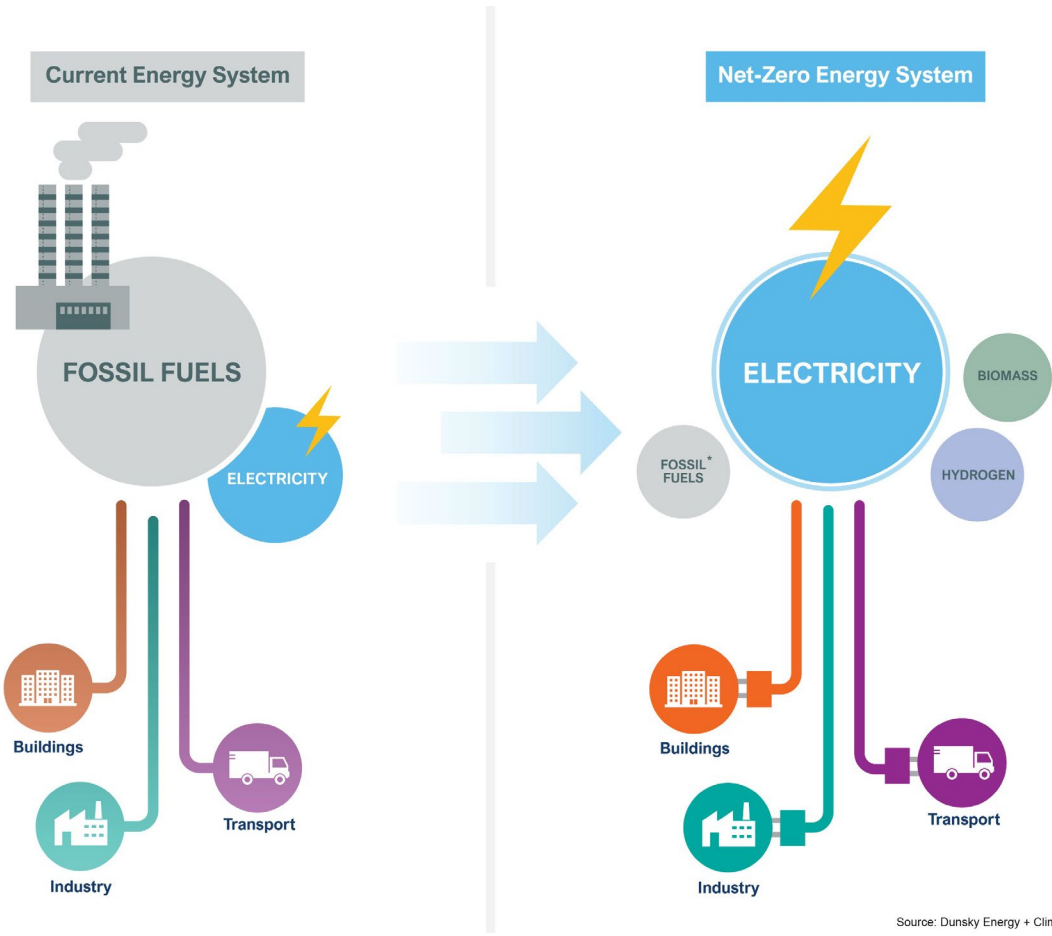 Current Energy System
FOSSIL FUELS
ELECTRICITY
Buildings
Transport
Industry
Net-Zero Energy System
ELECTRICITY
BIOMASS
FOSSIL*
FUELS
HYDROGEN
Buildings
Transport
Industry
Source: Dunsky Energy +